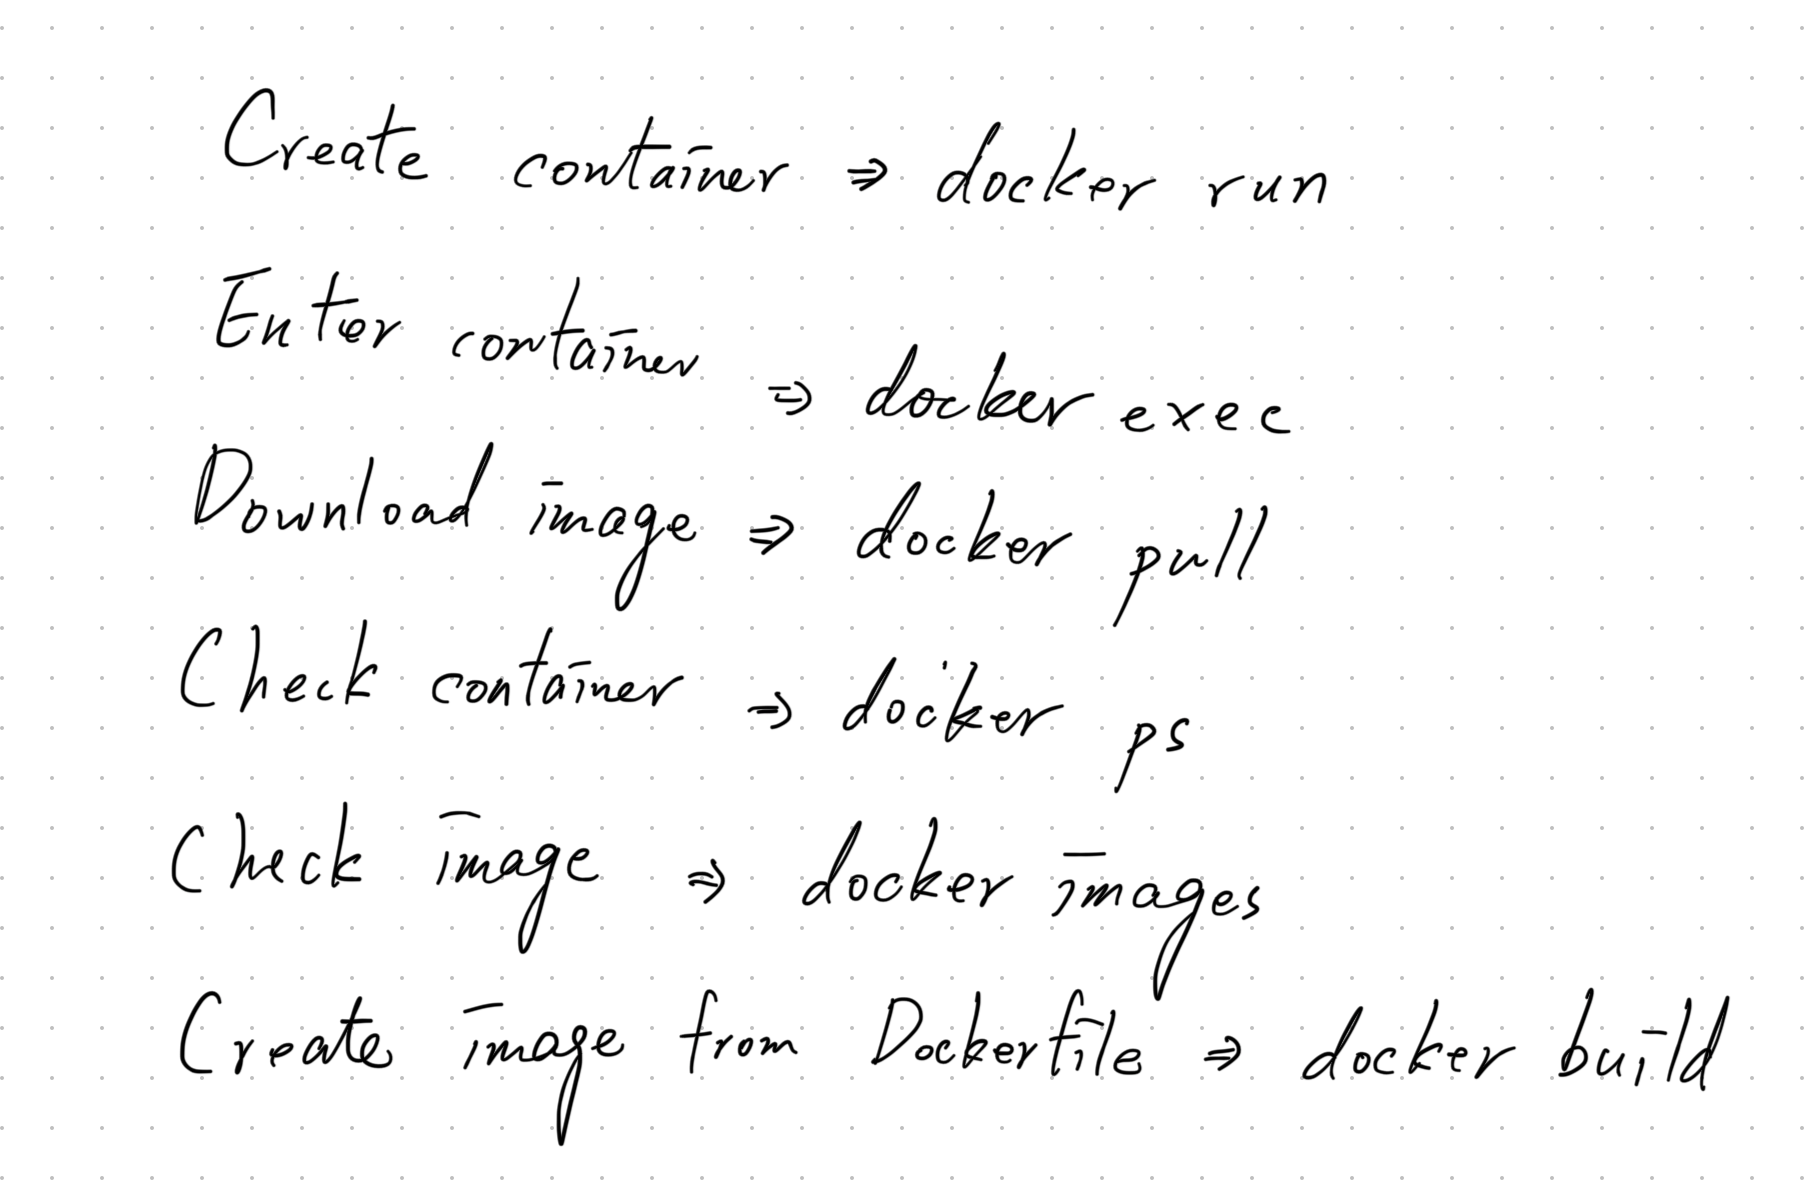 Create container ⇒ docker run
Enter container ⇒ docker exec
Download image ⇒ docker pull
Check container ⇒ docker ps
Check image ⇒ docker images
Create image from Dockerfile ⇒ docker build